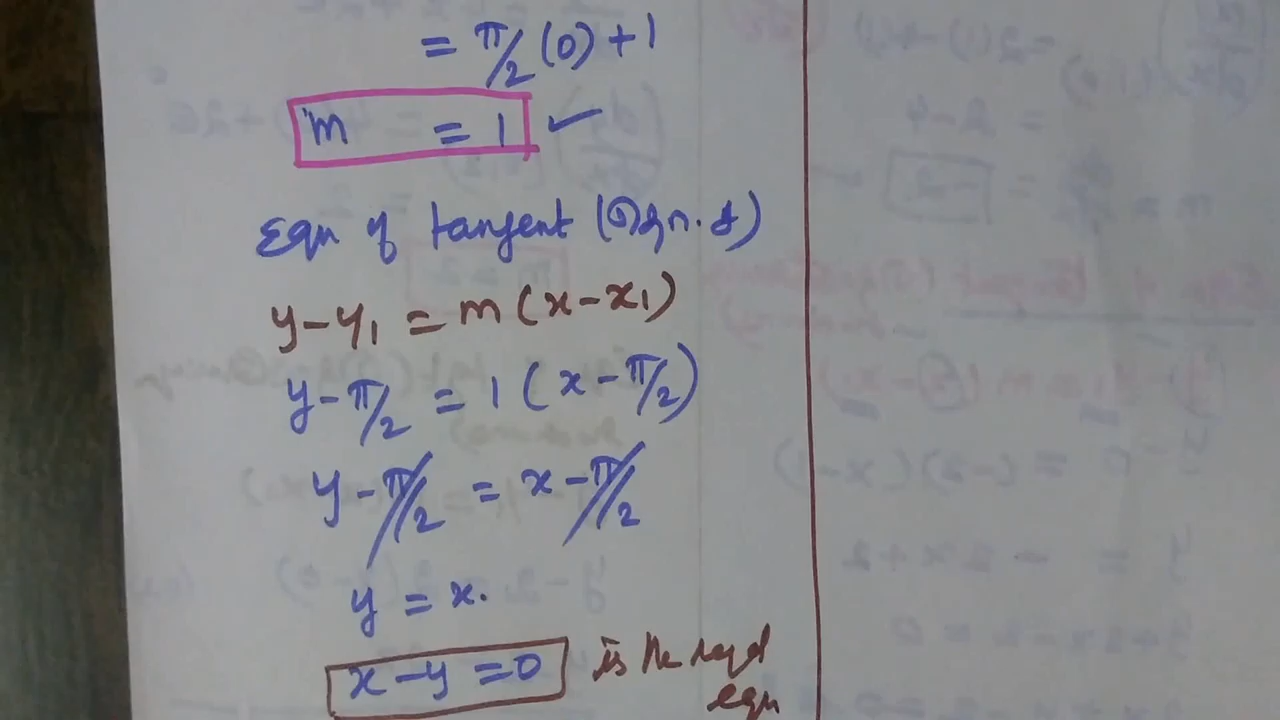 = π/2 (0) + 1
m = 1 ✓
Eqn of tangent
y - y₁ = m (x - x₁)
y - π/2 = 1 (x - π/2)
y - π/2 = x - π/2
y = x.
x - y = 0 is the reqd
eqn